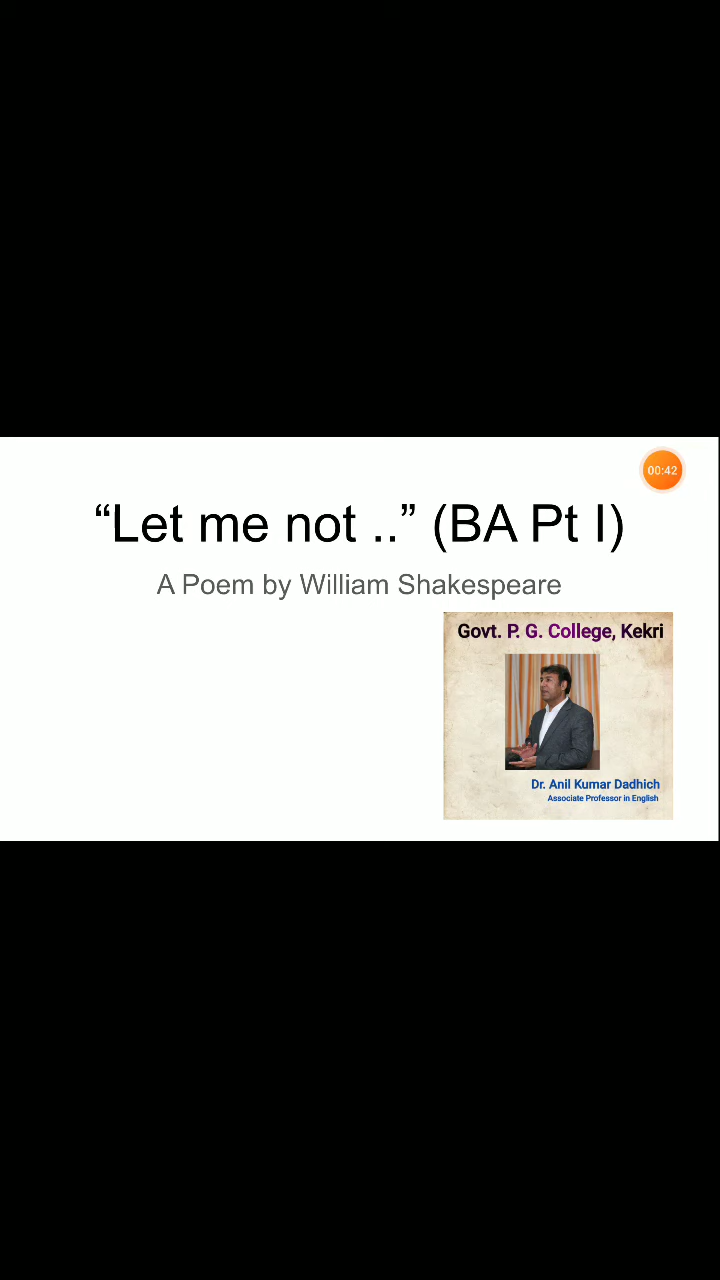 00:42
“Let me not ..” (BA Pt I)
A Poem by William Shakespeare
Govt. P. G. College, Kekri
Dr. Anil Kumar Dadhich
Associate Professor in English